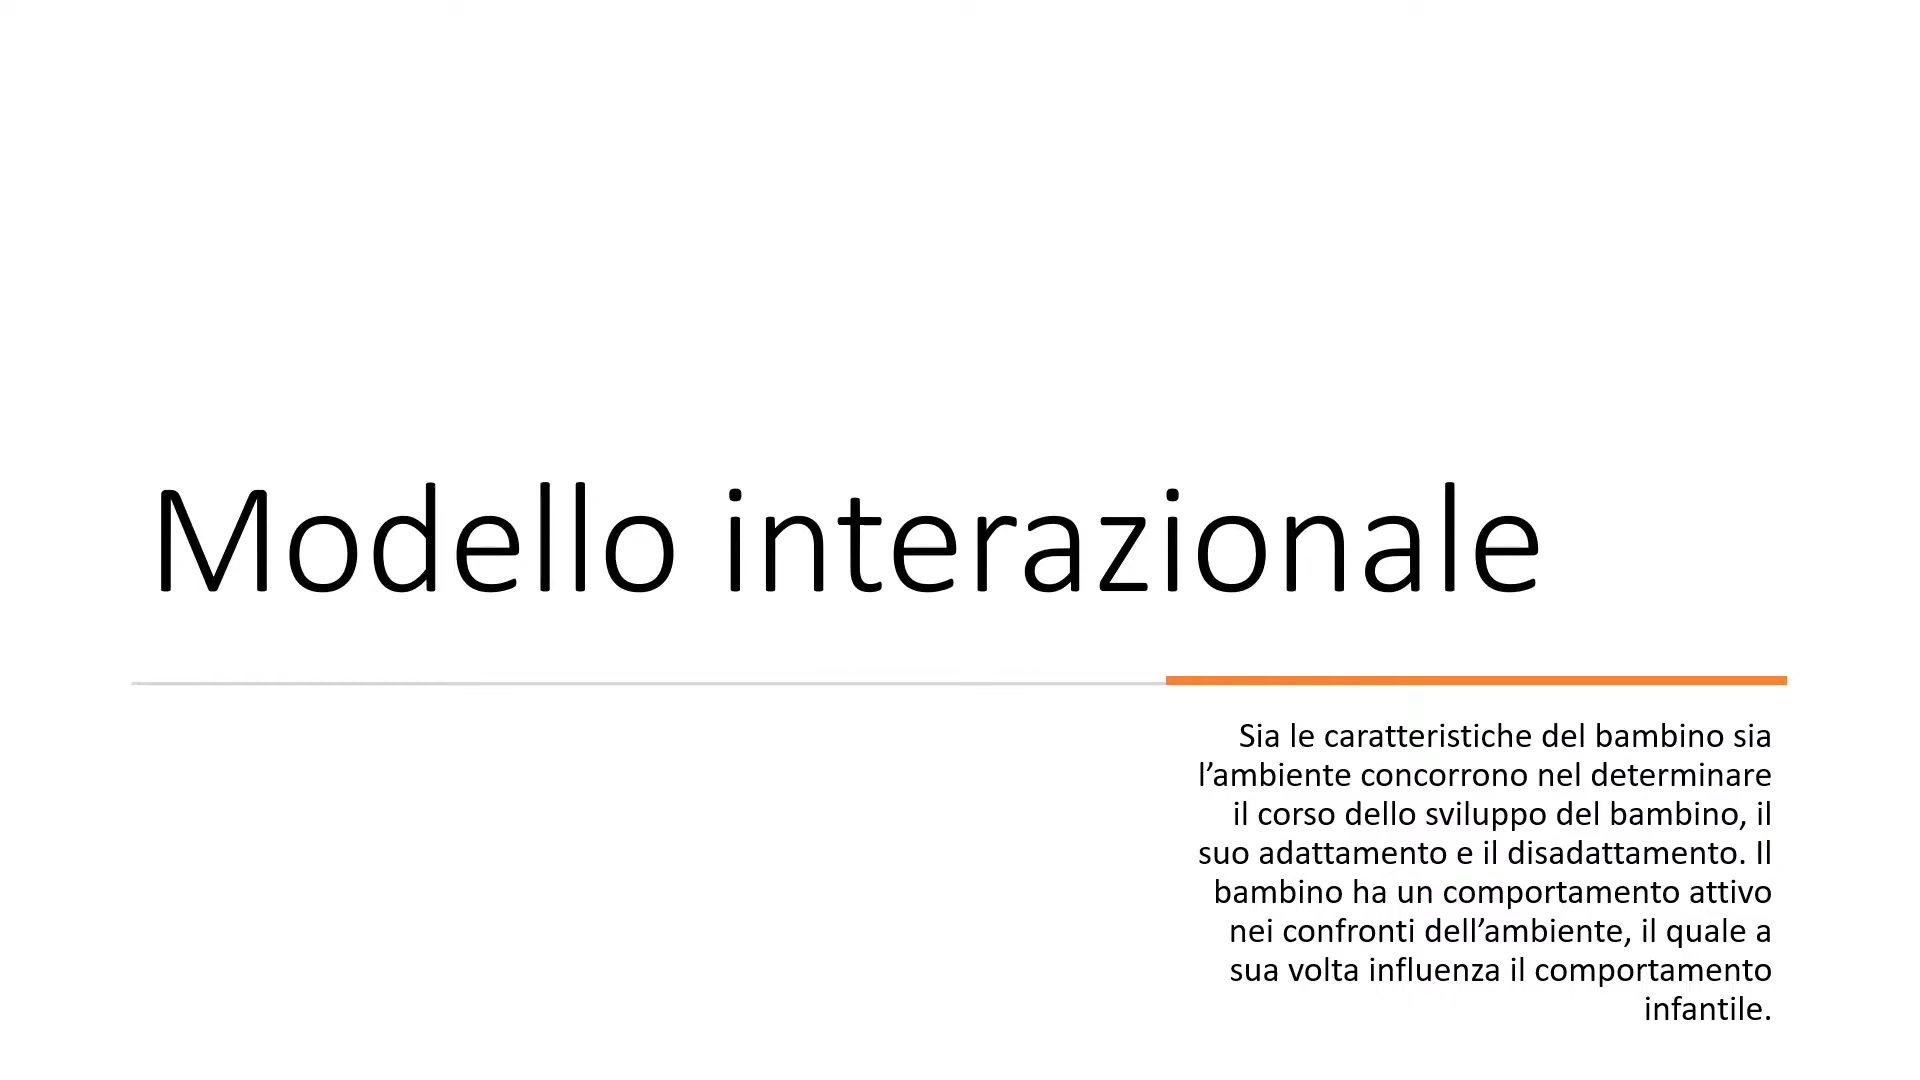 Modello interazionale
Sia le caratteristiche del bambino sia
l’ambiente concorrono nel determinare
il corso dello sviluppo del bambino, il
suo adattamento e il disadattamento. Il
bambino ha un comportamento attivo
nei confronti dell’ambiente, il quale a
sua volta influenza il comportamento
infantile.